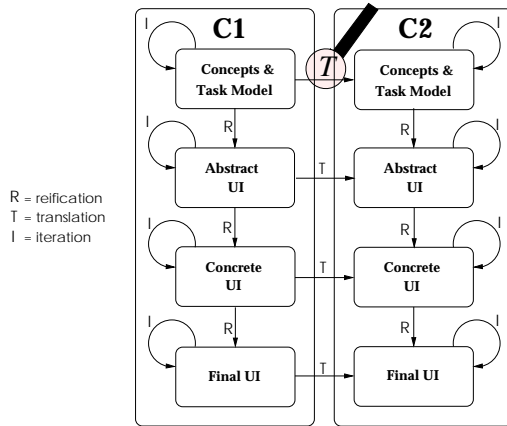 C1
C2
I
I
T
Concepts &
Task Model
Concepts &
Task Model
R
R
I
I
Abstract
UI
T
Abstract
UI
R = reification
T = translation
I = iteration
R
R
I
I
Concrete
UI
T
Concrete
UI
R
R
I
I
Final UI
T
Final UI